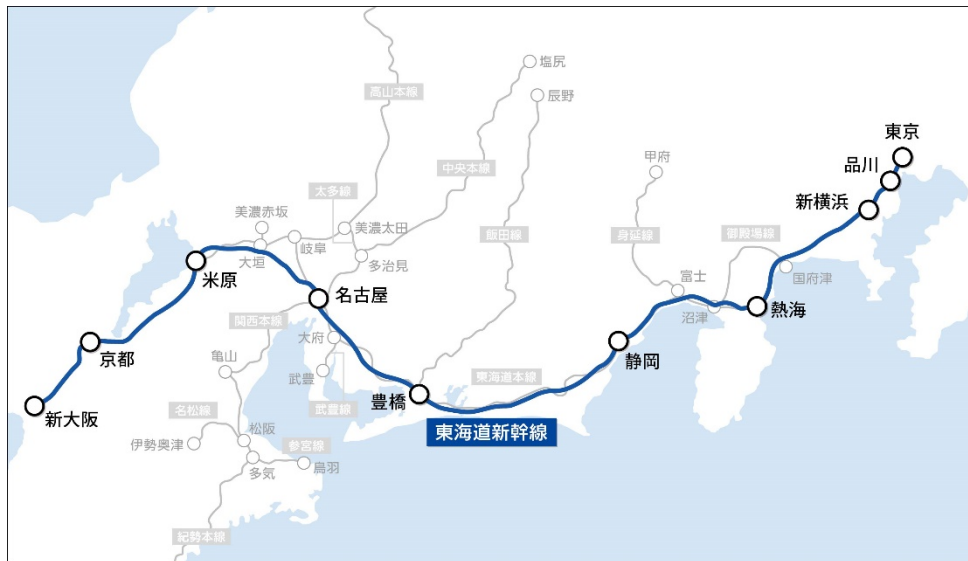 塩尻
辰野
高山本線
東京
甲府
中央本線
品川
太多線
新横浜
美濃赤坂
美濃太田
飯田線
身延線
御殿場線
岐阜
大垣
多治見
国府津
米原
富士
名古屋
沼津
熱海
関西本線
大府
静岡
京都
亀山
武豊
東海道本線
豊橋
武豊線
新大阪
名松線
東海道新幹線
松阪
伊勢奥津
参宮線
多気
鳥羽
紀勢本線